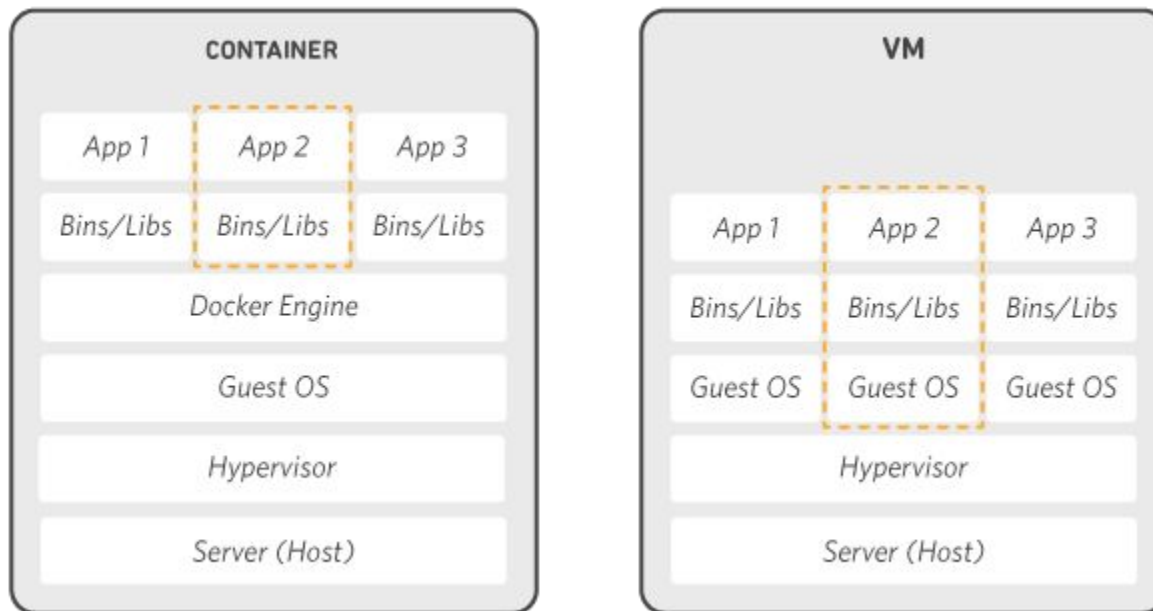 CONTAINER
App 1 App 2 App 3
Bins/Libs Bins/Libs Bins/Libs
Docker Engine
Guest OS
Hypervisor
Server (Host)
VM
App 1 App 2 App 3
Bins/Libs Bins/Libs Bins/Libs
Guest OS Guest OS Guest OS
Hypervisor
Server (Host)